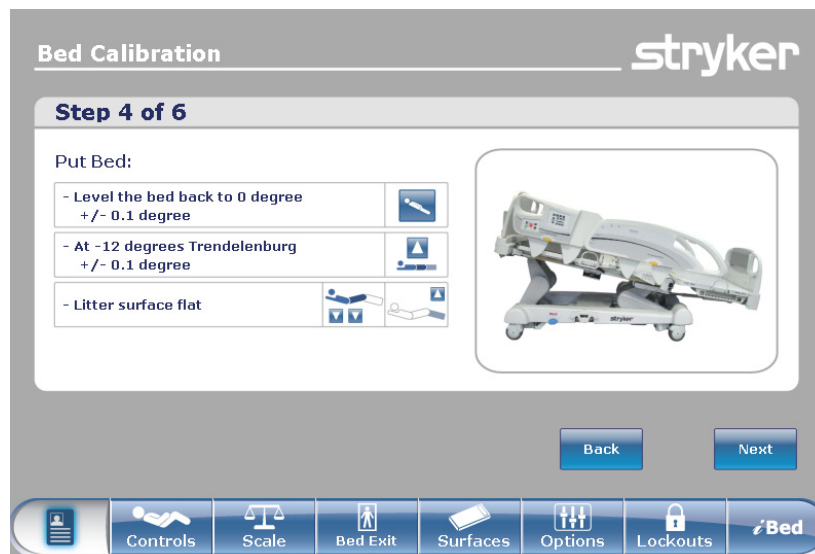 Bed Calibration
stryker
Step 4 of 6
Put Bed:
- Level the bed back to 0 degree
+/- 0.1 degree
- At -12 degrees Trendelenburg
+/- 0.1 degree
- Litter surface flat
stryker
Back
Next
Controls
Scale
Bed Exit
Surfaces
Options
Lockouts
iBed